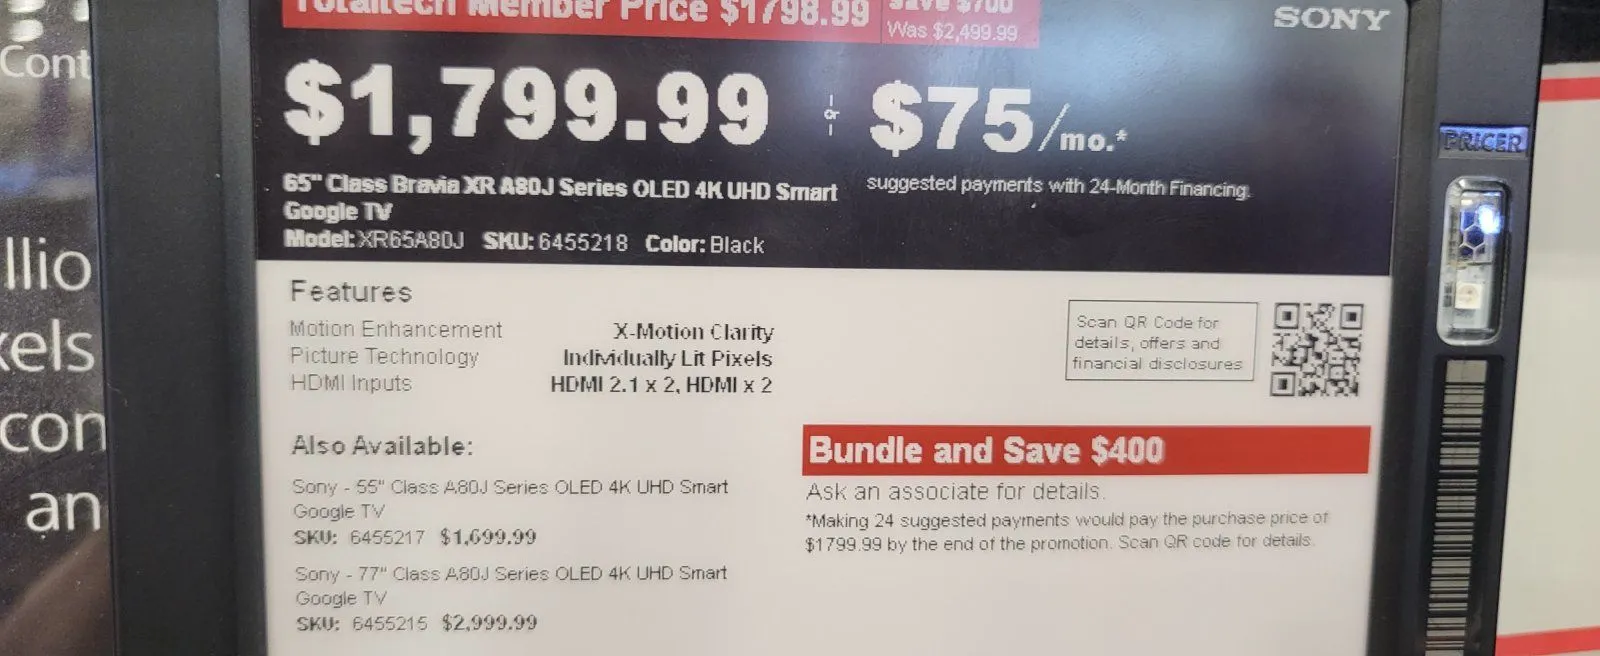 Cont
llio
xels
con
an
Totaltech Member Price $1798.99
Save $700
Was $2,499.99
SONY
$1,799.99 or $75/mo.*
65" Class Bravia XR A80J Series OLED 4K UHD Smart
Google TV
suggested payments with 24-Month Financing.
Model: XR65A80J SKU: 6455218 Color: Black
PRICER
Features
Motion Enhancement X-Motion Clarity
Picture Technology Individually Lit Pixels
HDMI Inputs HDMI 2.1 x 2, HDMI x 2
Scan QR Code for
details, offers and
financial disclosures
Also Available:
Sony - 55" Class A80J Series OLED 4K UHD Smart
Google TV
SKU: 6455217 $1,699.99
Sony - 77" Class A80J Series OLED 4K UHD Smart
Google TV
SKU: 6455215 $2,999.99
Bundle and Save $400
Ask an associate for details.
*Making 24 suggested payments would pay the purchase price of
$1799.99 by the end of the promotion. Scan QR code for details.